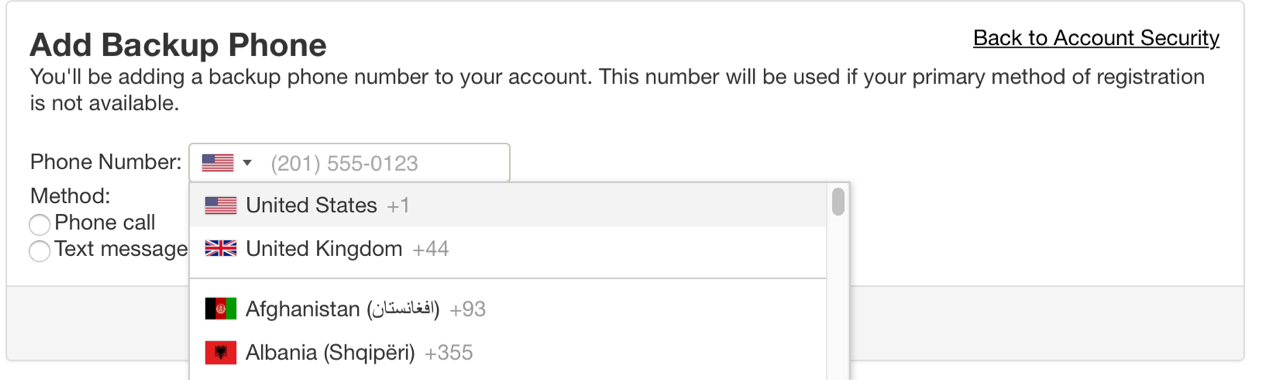 Add Backup Phone
Back to Account Security
You'll be adding a backup phone number to your account. This number will be used if your primary method of registration
is not available.
Phone Number: (201) 555-0123
Method:
Phone call
Text message
United States +1
United Kingdom +44
Afghanistan (‫افغانستان‬‎) +93
Albania (Shqipëri) +355